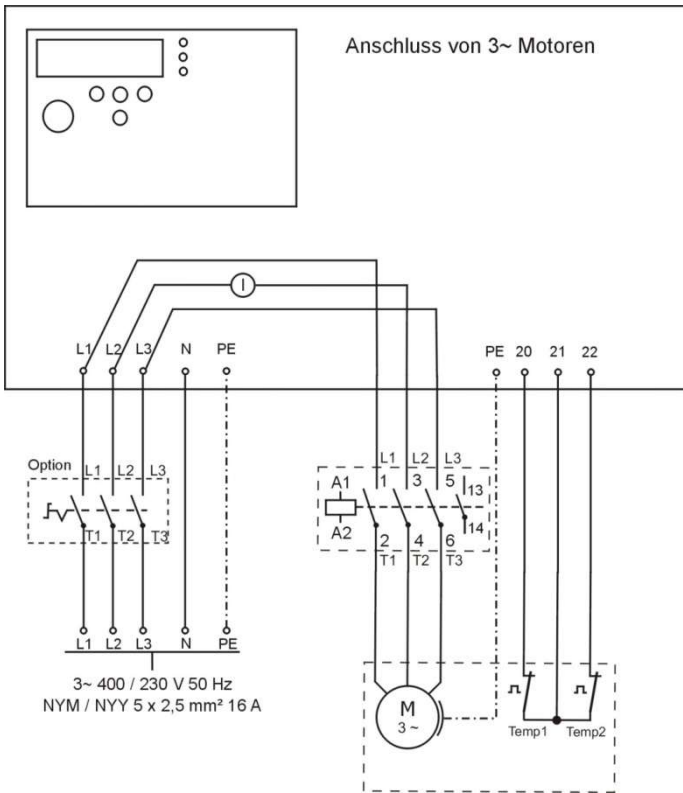 Anschluss von 3~ Motoren
I
L1 L2 L3 N PE
PE 20 21 22
Option
L1 L2 L3
T1 T2 T3
L1 L2 L3
A1 1 3 5 13
A2 2 4 6 14
T1 T2 T3
L1 L2 L3 N PE
3~ 400 / 230 V 50 Hz
NYM / NYY 5 x 2,5 mm² 16 A
M
3 ~
Temp1 Temp2